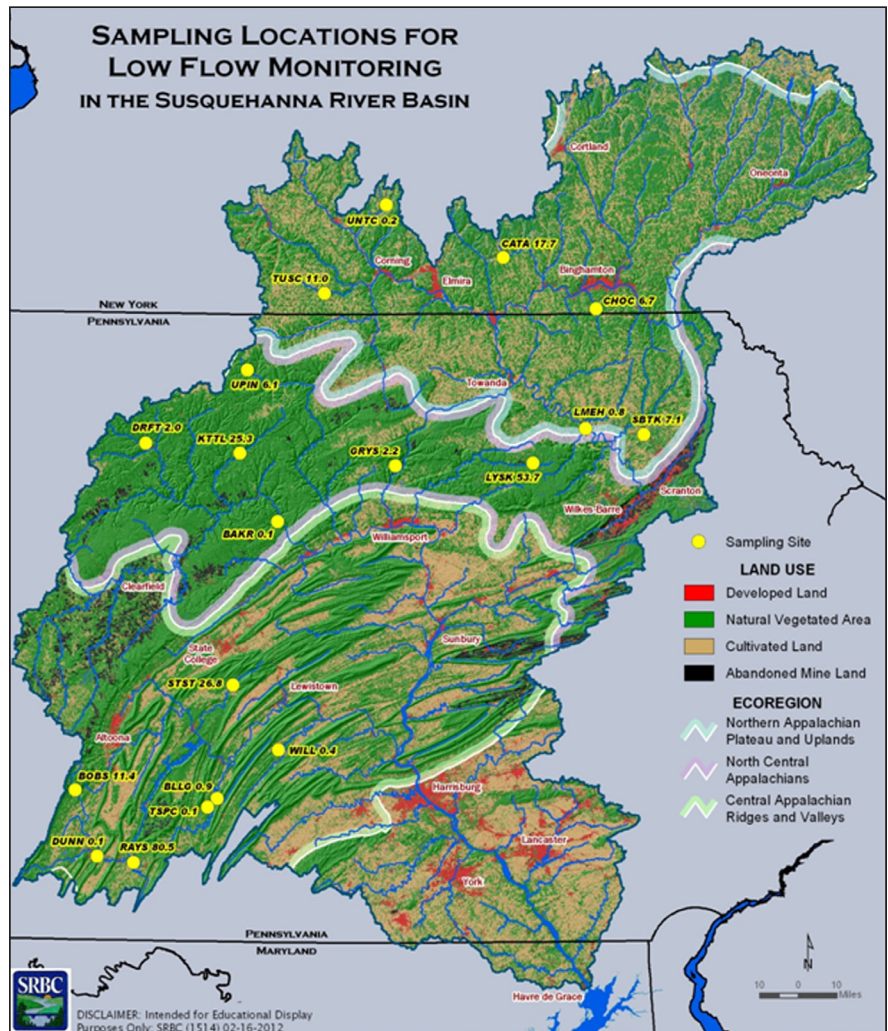 SAMPLING LOCATIONS FOR
LOW FLOW MONITORING
IN THE SUSQUEHANNA RIVER BASIN
Cortland
Oneonta
UNTC 0.2
CATA 17.7
Corning
Binghamton
Elmira
TUSC 11.0
CHOC 6.7
NEW YORK
PENNSYLVANIA
UPIN 6.1
Towanda
LMEH 0.8
SBTK 7.1
DRFT 2.0
KTTL 25.3
GRYS 2.2
LYSK 53.7
Scranton
Wilkes-Barre
BAKR 0.1
Williamsport
Clearfield
Sunbury
State
College
STST 26.8
Lewistown
Altoona
WILL 0.4
BOBS 11.4
BLLG 0.9
TSPC 0.1
Harrisburg
DUNN 0.1
RAYS 80.5
Lancaster
York
PENNSYLVANIA
MARYLAND
Havre de Grace
Sampling Site
LAND USE
Developed Land
Natural Vegetated Area
Cultivated Land
Abandoned Mine Land
ECOREGION
Northern Appalachian
Plateau and Uplands
North Central
Appalachians
Central Appalachian
Ridges and Valleys
N
10 0 10
Miles
SRBC
DISCLAIMER: Intended for Educational Display
Purposes Only: SRBC (1514) 02-16-2012